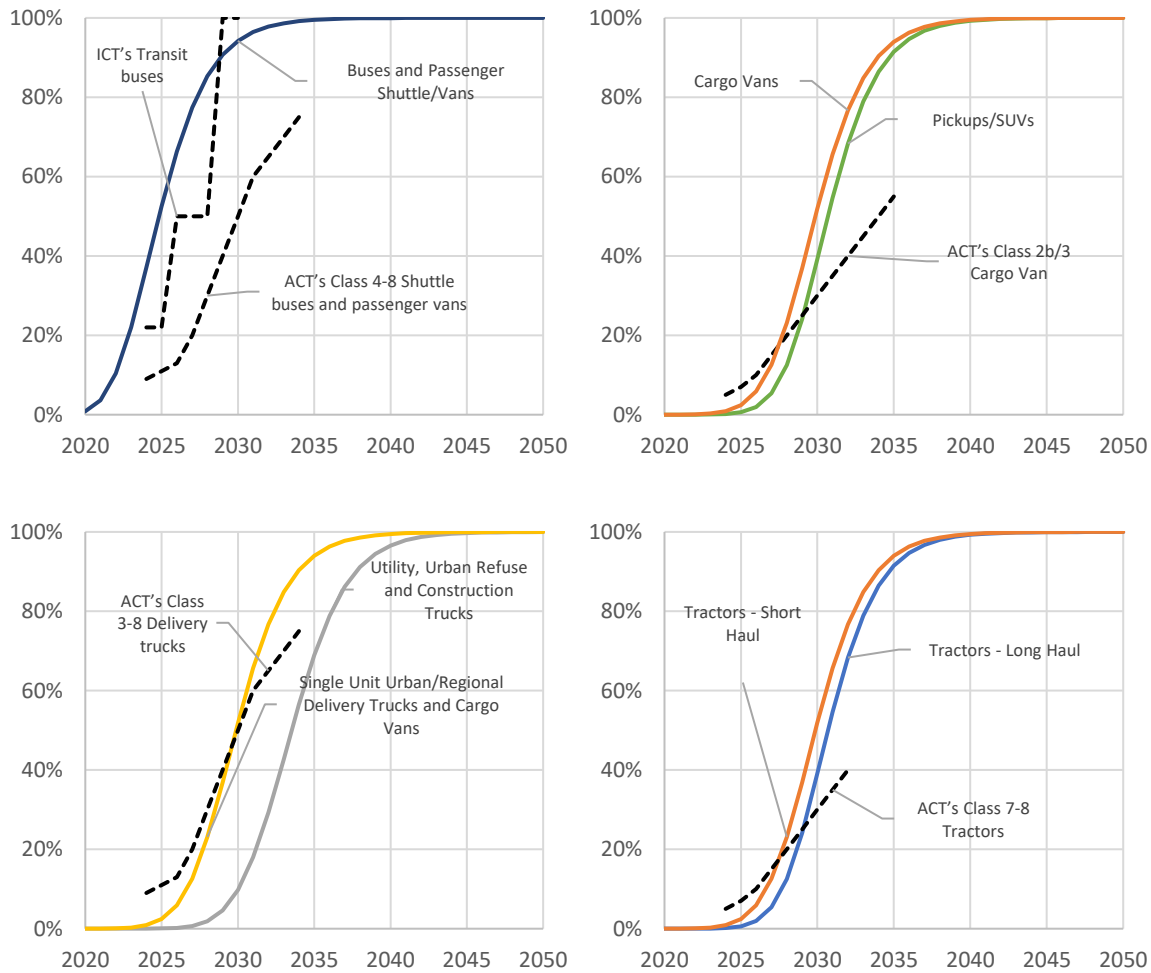 100%
80%
60%
40%
20%
0%
2020 2025 2030 2035 2040 2045 2050
ICT's Transit
buses
Buses and Passenger
Shuttle/Vans
ACT's Class 4-8 Shuttle
buses and passenger vans
100%
80%
60%
40%
20%
0%
2020 2025 2030 2035 2040 2045 2050
Cargo Vans
Pickups/SUVs
ACT's Class 2b/3
Cargo Van
100%
80%
60%
40%
20%
0%
2020 2025 2030 2035 2040 2045 2050
ACT's Class
3-8 Delivery
trucks
Utility, Urban Refuse
and Construction
Trucks
Single Unit Urban/Regional
Delivery Trucks and Cargo
Vans
100%
80%
60%
40%
20%
0%
2020 2025 2030 2035 2040 2045 2050
Tractors - Short
Haul
Tractors - Long Haul
ACT's Class 7-8
Tractors